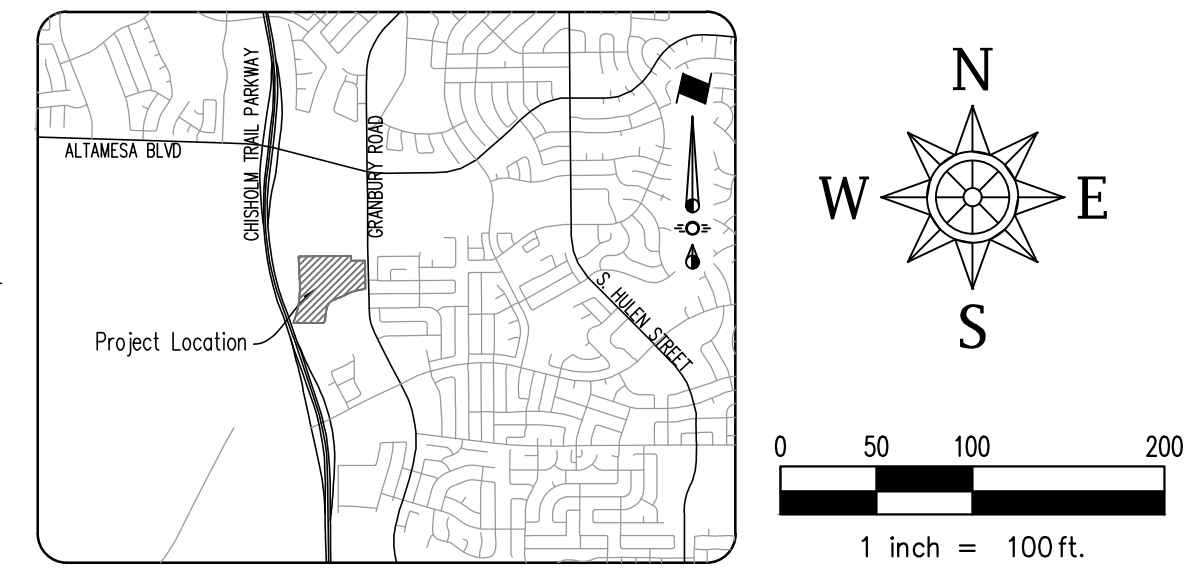 ALTAMESA BLVD
CHISHOLM TRAIL PARKWAY
GRANBURY ROAD
S. HULEN STREET
Project Location
N
W
E
S
0 50 100 200
1 inch = 100 ft.